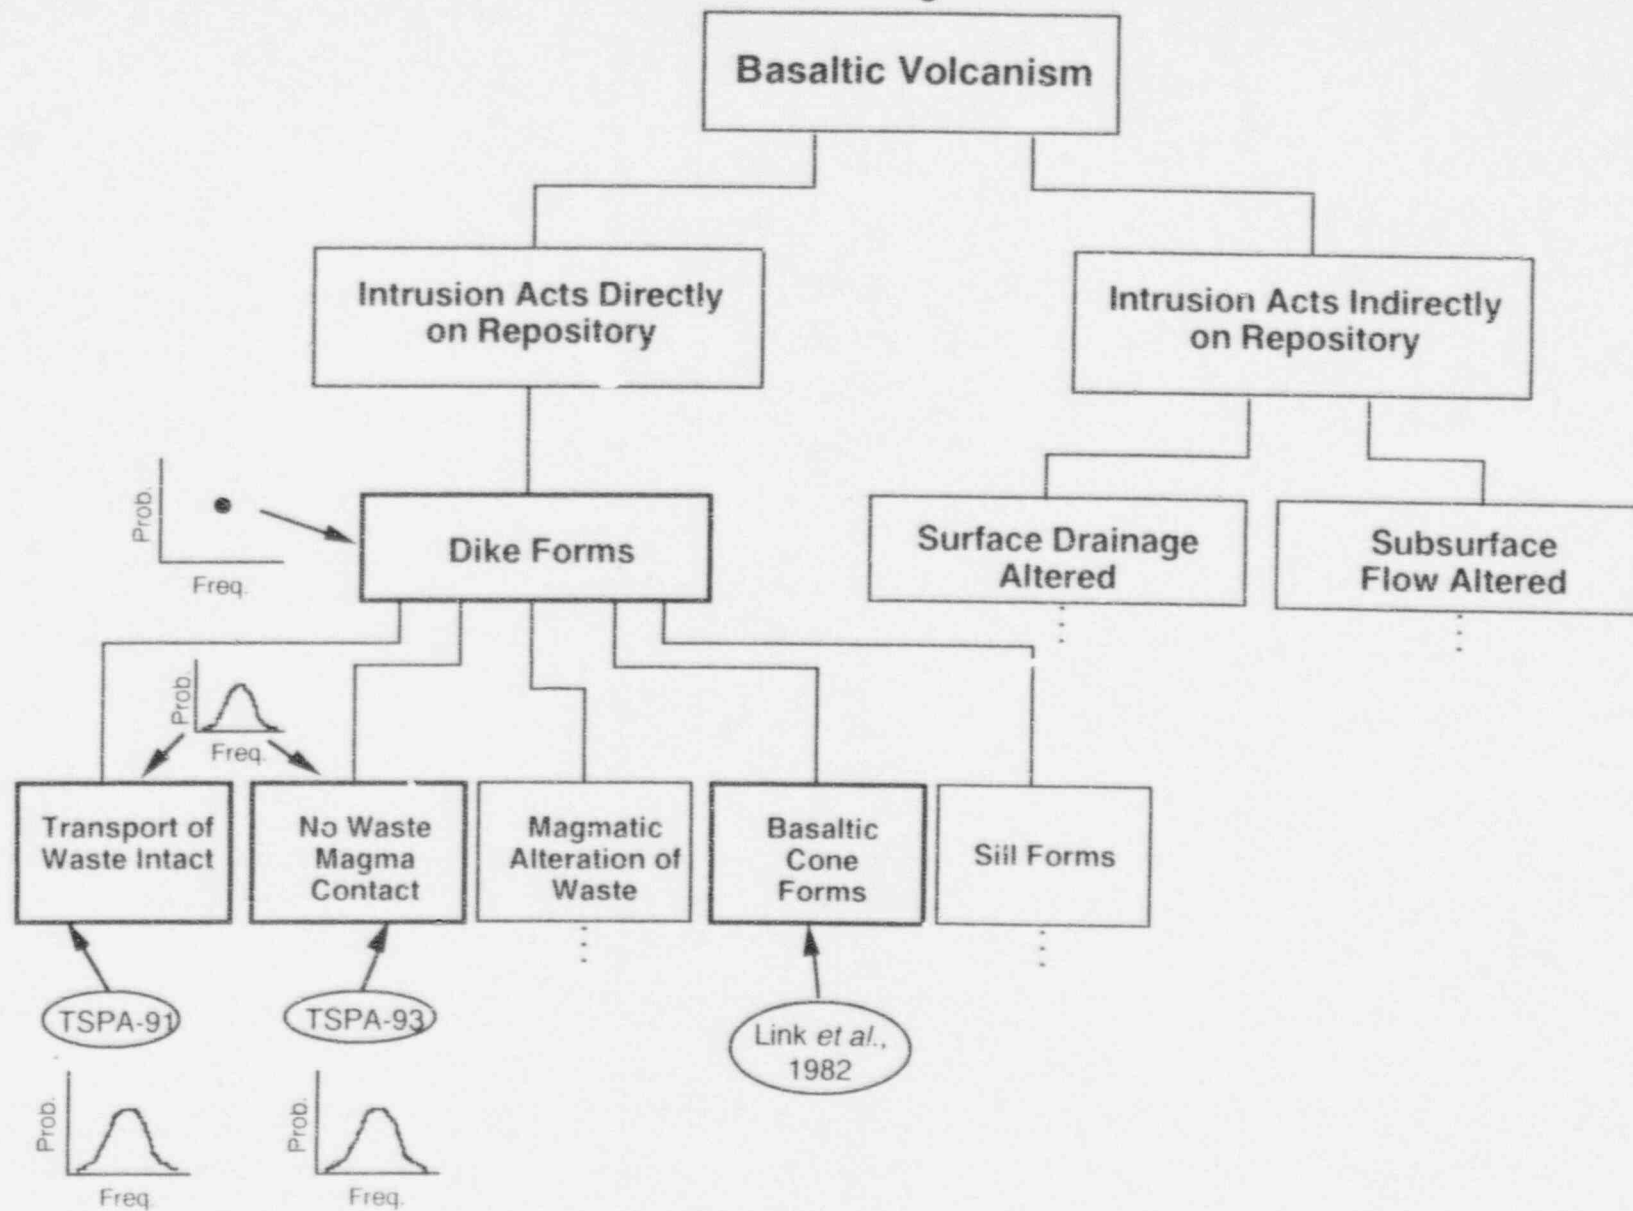 Basaltic Volcanism
Intrusion Acts Directly
on Repository
Intrusion Acts Indirectly
on Repository
Prob.
Freq.
Dike Forms
Surface Drainage
Altered
Subsurface
Flow Altered
Prob.
Freq.
Transport of
Waste Intact
No Waste
Magma
Contact
Magmatic
Alteration of
Waste
Basaltic
Cone
Forms
Sill Forms
TSPA-91
TSPA-93
Link et al.,
1982
Prob.
Freq.
Prob.
Freq.